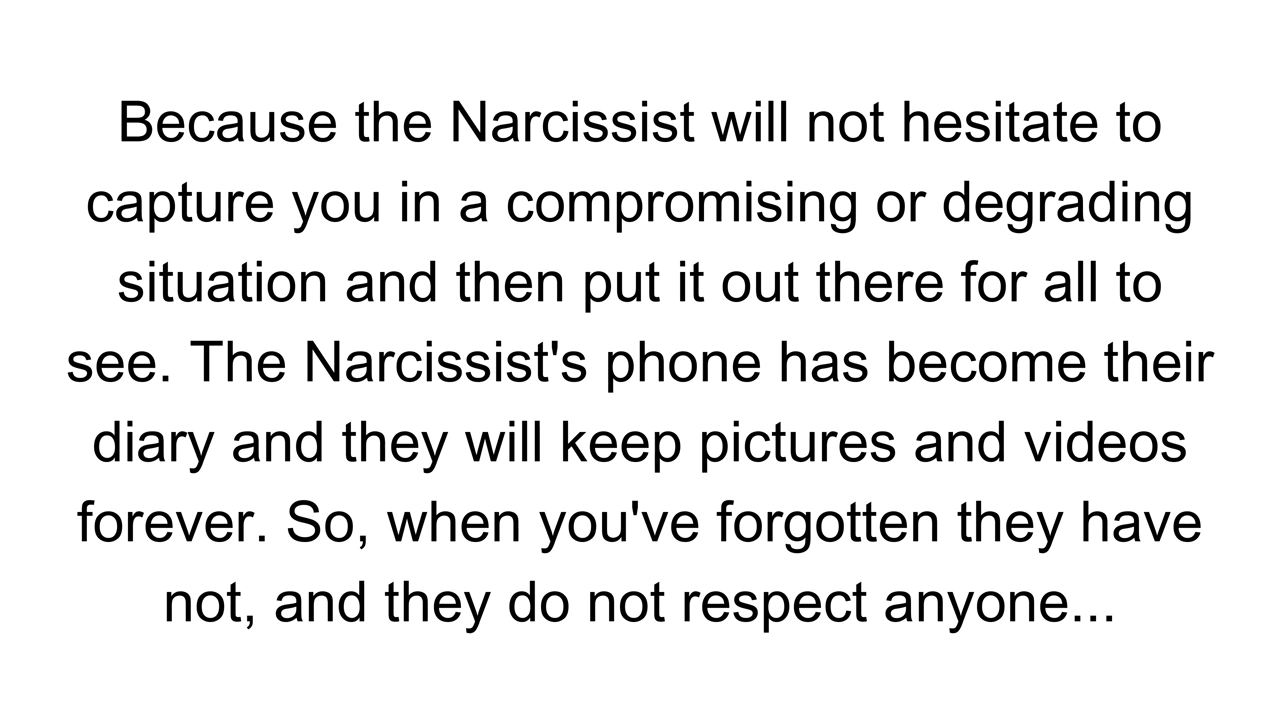 Because the Narcissist will not hesitate to
capture you in a compromising or degrading
situation and then put it out there for all to
see. The Narcissist's phone has become their
diary and they will keep pictures and videos
forever. So, when you've forgotten they have
not, and they do not respect anyone...